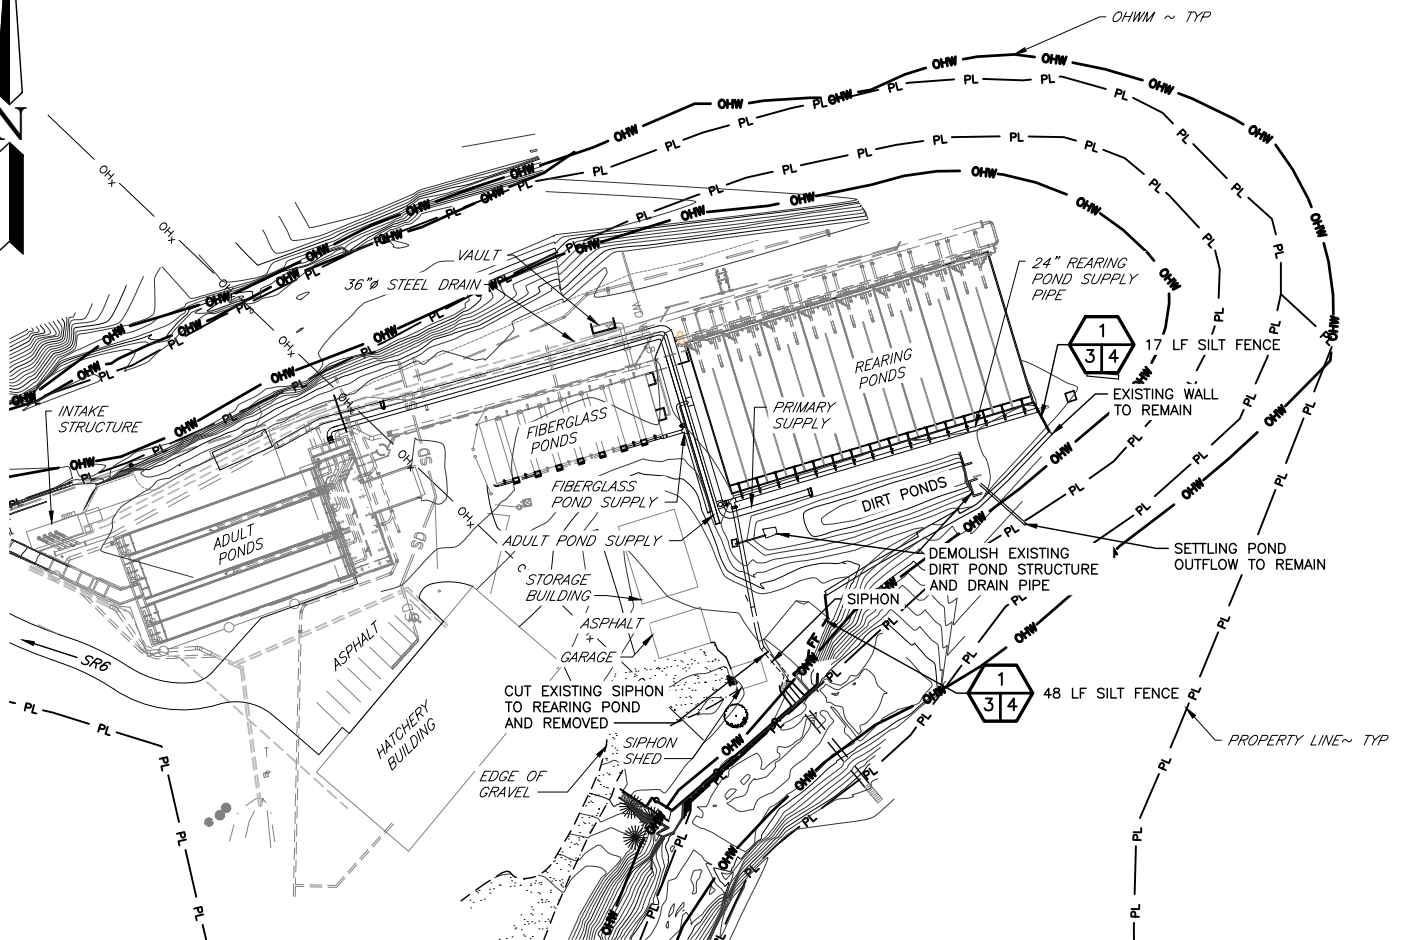 OHWM ~ TYP
N
VAULT
36"ø STEEL DRAIN
24" REARING
POND SUPPLY
PIPE
1
3 4
17 LF SILT FENCE
EXISTING WALL
TO REMAIN
REARING
PONDS
PRIMARY
SUPPLY
INTAKE
STRUCTURE
FIBERGLASS
PONDS
FIBERGLASS
POND SUPPLY
DIRT PONDS
ADULT POND SUPPLY
ADULT
PONDS
DEMOLISH EXISTING
DIRT POND STRUCTURE
AND DRAIN PIPE
SETTLING POND
OUTFLOW TO REMAIN
STORAGE
BUILDING
SIPHON
ASPHALT
GARAGE
ASPHALT
SR6
CUT EXISTING SIPHON
TO REARING POND
AND REMOVED
1
3 4
48 LF SILT FENCE
HATCHERY
BUILDING
SIPHON
SHED
EDGE OF
GRAVEL
PROPERTY LINE~ TYP
OHW
PL
OHx
SD
FF